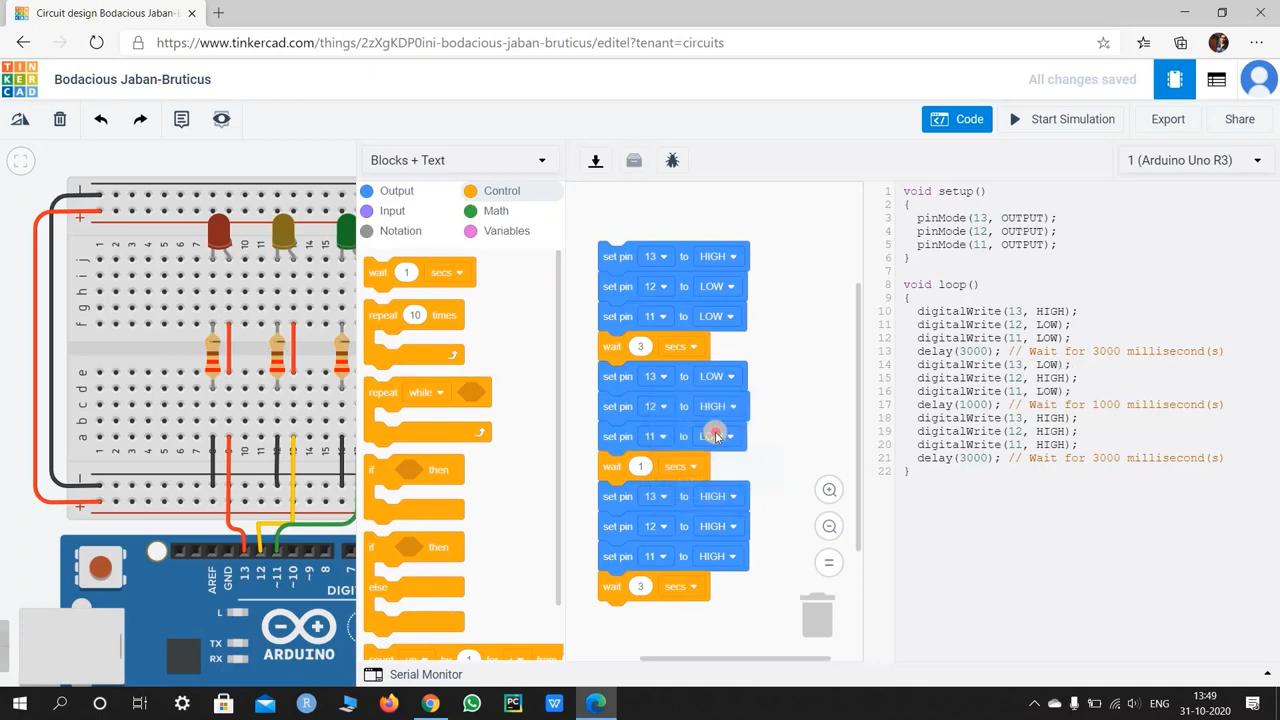 Circuit design Bodacious Jaban-B
https://www.tinkercad.com/things/2zXgKDP0ini-bodacious-jaban-bruticus/editel?tenant=circuits
TIN
KER
CAD
Bodacious Jaban-Bruticus
All changes saved
Code
Start Simulation
Export
Share
Blocks + Text
1 (Arduino Uno R3)
Output
Control
Input
Math
Notation
Variables
wait 1 secs
repeat 10 times
repeat while
if then
if then
else
set pin 13 to HIGH
set pin 12 to LOW
set pin 11 to LOW
wait 3 secs
set pin 13 to LOW
set pin 12 to HIGH
set pin 11 to
wait 1 secs
set pin 13 to HIGH
set pin 12 to HIGH
set pin 11 to HIGH
wait 3 secs
1 void setup()
2 {
3 pinMode(13, OUTPUT);
4 pinMode(12, OUTPUT);
5 pinMode(11, OUTPUT);
6 }
7
8 void loop()
9 {
10 digitalWrite(13, HIGH);
11 digitalWrite(12, LOW);
12 digitalWrite(11, LOW);
13 delay(3000); // Wait for 3000 millisecond(s)
14 digitalWrite(13, LOW);
15 digitalWrite(12, HIGH);
16 digitalWrite(11, LOW);
17 delay(1000); // Wait for 1000 millisecond(s)
18 digitalWrite(13, HIGH);
19 digitalWrite(12, HIGH);
20 digitalWrite(11, HIGH);
21 delay(3000); // Wait for 3000 millisecond(s)
22 }
j
i
h
g
f
e
d
c
b
a
AREF
GND
13
12
~11
~10
~9
8
DIGI
L
TX
RX
ARDUINO
Serial Monitor
ENG
13:49
31-10-2020